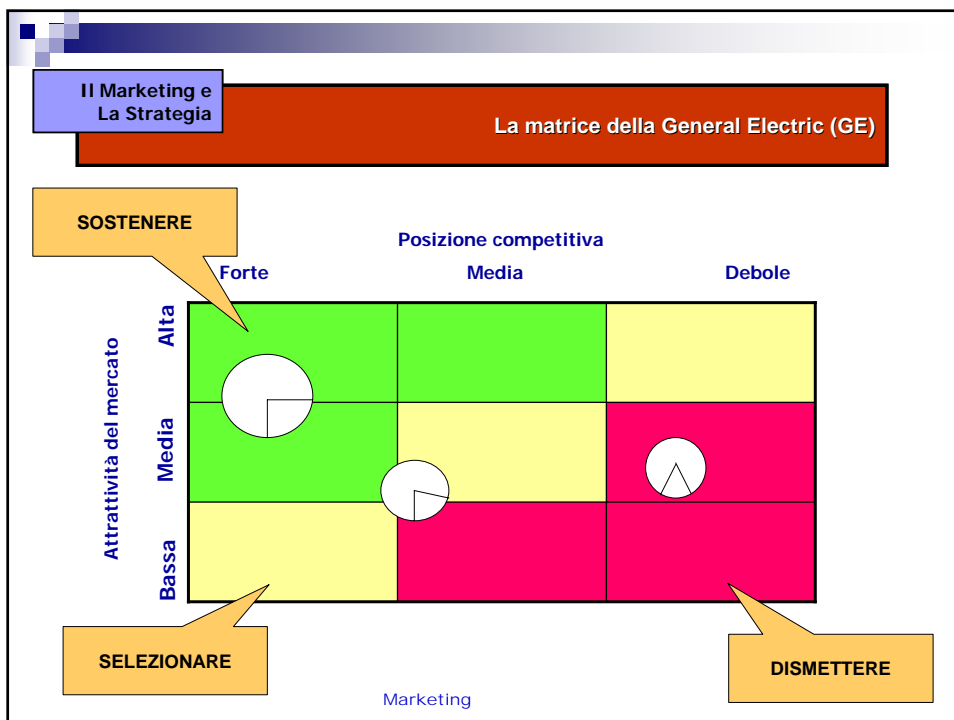 Il Marketing e
La Strategia
La matrice della General Electric (GE)
SOSTENERE
Posizione competitiva
Forte Media Debole
Attrattività del mercato
Alta
Media
Bassa
SELEZIONARE
DISMETTERE
Marketing